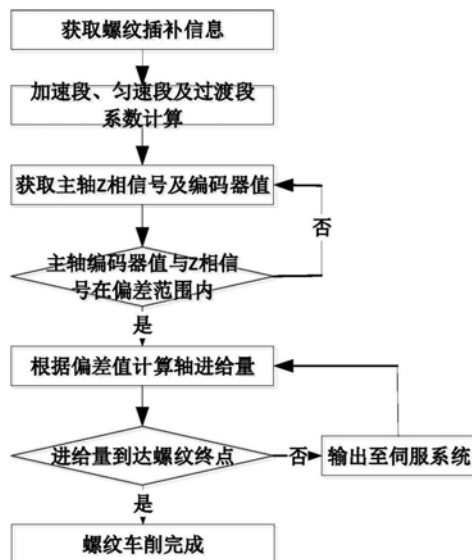 获取螺纹插补信息
加速段、匀速段及过渡段
系数计算
获取主轴Z相信号及编码器值
否
主轴编码器值与Z相信
号在偏差范围内
是
根据偏差值计算轴进给量
进给量到达螺纹终点
否
输出至伺服系统
是
螺纹车削完成